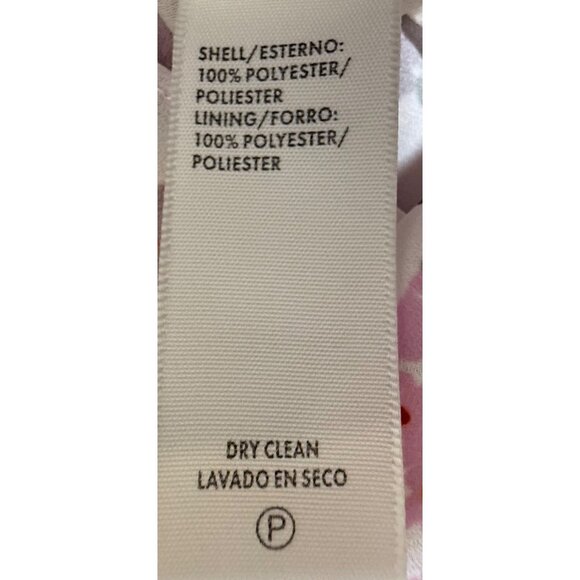 SHELL/ESTERNO:
100% POLYESTER/
POLIESTER
LINING/FORRO:
100% POLYESTER/
POLIESTER
DRY CLEAN
LAVADO EN SECO
P